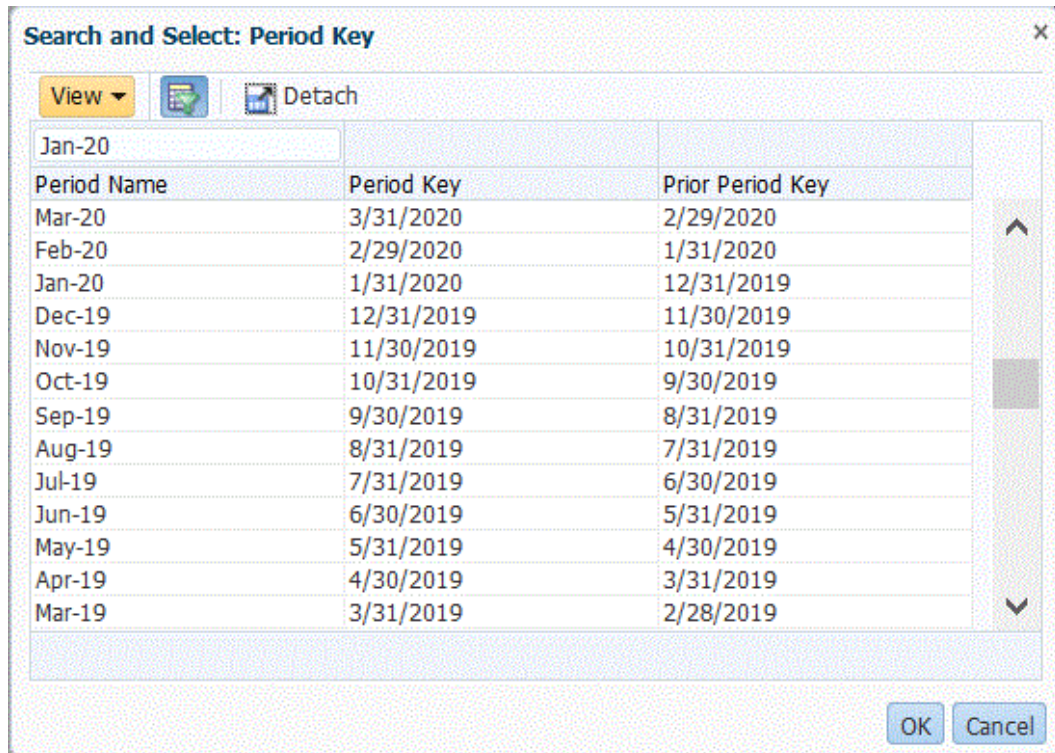 Search and Select: Period Key
View Detach
Jan-20
Period Name Period Key Prior Period Key
Mar-20 3/31/2020 2/29/2020
Feb-20 2/29/2020 1/31/2020
Jan-20 1/31/2020 12/31/2019
Dec-19 12/31/2019 11/30/2019
Nov-19 11/30/2019 10/31/2019
Oct-19 10/31/2019 9/30/2019
Sep-19 9/30/2019 8/31/2019
Aug-19 8/31/2019 7/31/2019
Jul-19 7/31/2019 6/30/2019
Jun-19 6/30/2019 5/31/2019
May-19 5/31/2019 4/30/2019
Apr-19 4/30/2019 3/31/2019
Mar-19 3/31/2019 2/28/2019
OK Cancel